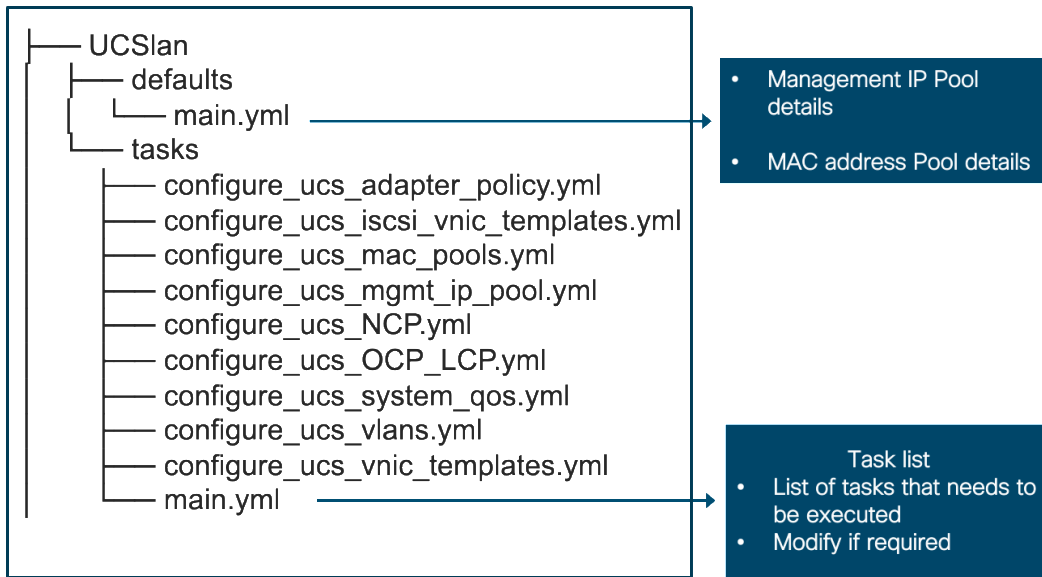 UCSlan
defaults
main.yml
tasks
configure_ucs_adapter_policy.yml
configure_ucs_iscsi_vnic_templates.yml
configure_ucs_mac_pools.yml
configure_ucs_mgmt_ip_pool.yml
configure_ucs_NCP.yml
configure_ucs_OCP_LCP.yml
configure_ucs_system_qos.yml
configure_ucs_vlans.yml
configure_ucs_vnic_templates.yml
main.yml
• Management IP Pool
details
• MAC address Pool details
Task list
• List of tasks that needs to
be executed
• Modify if required